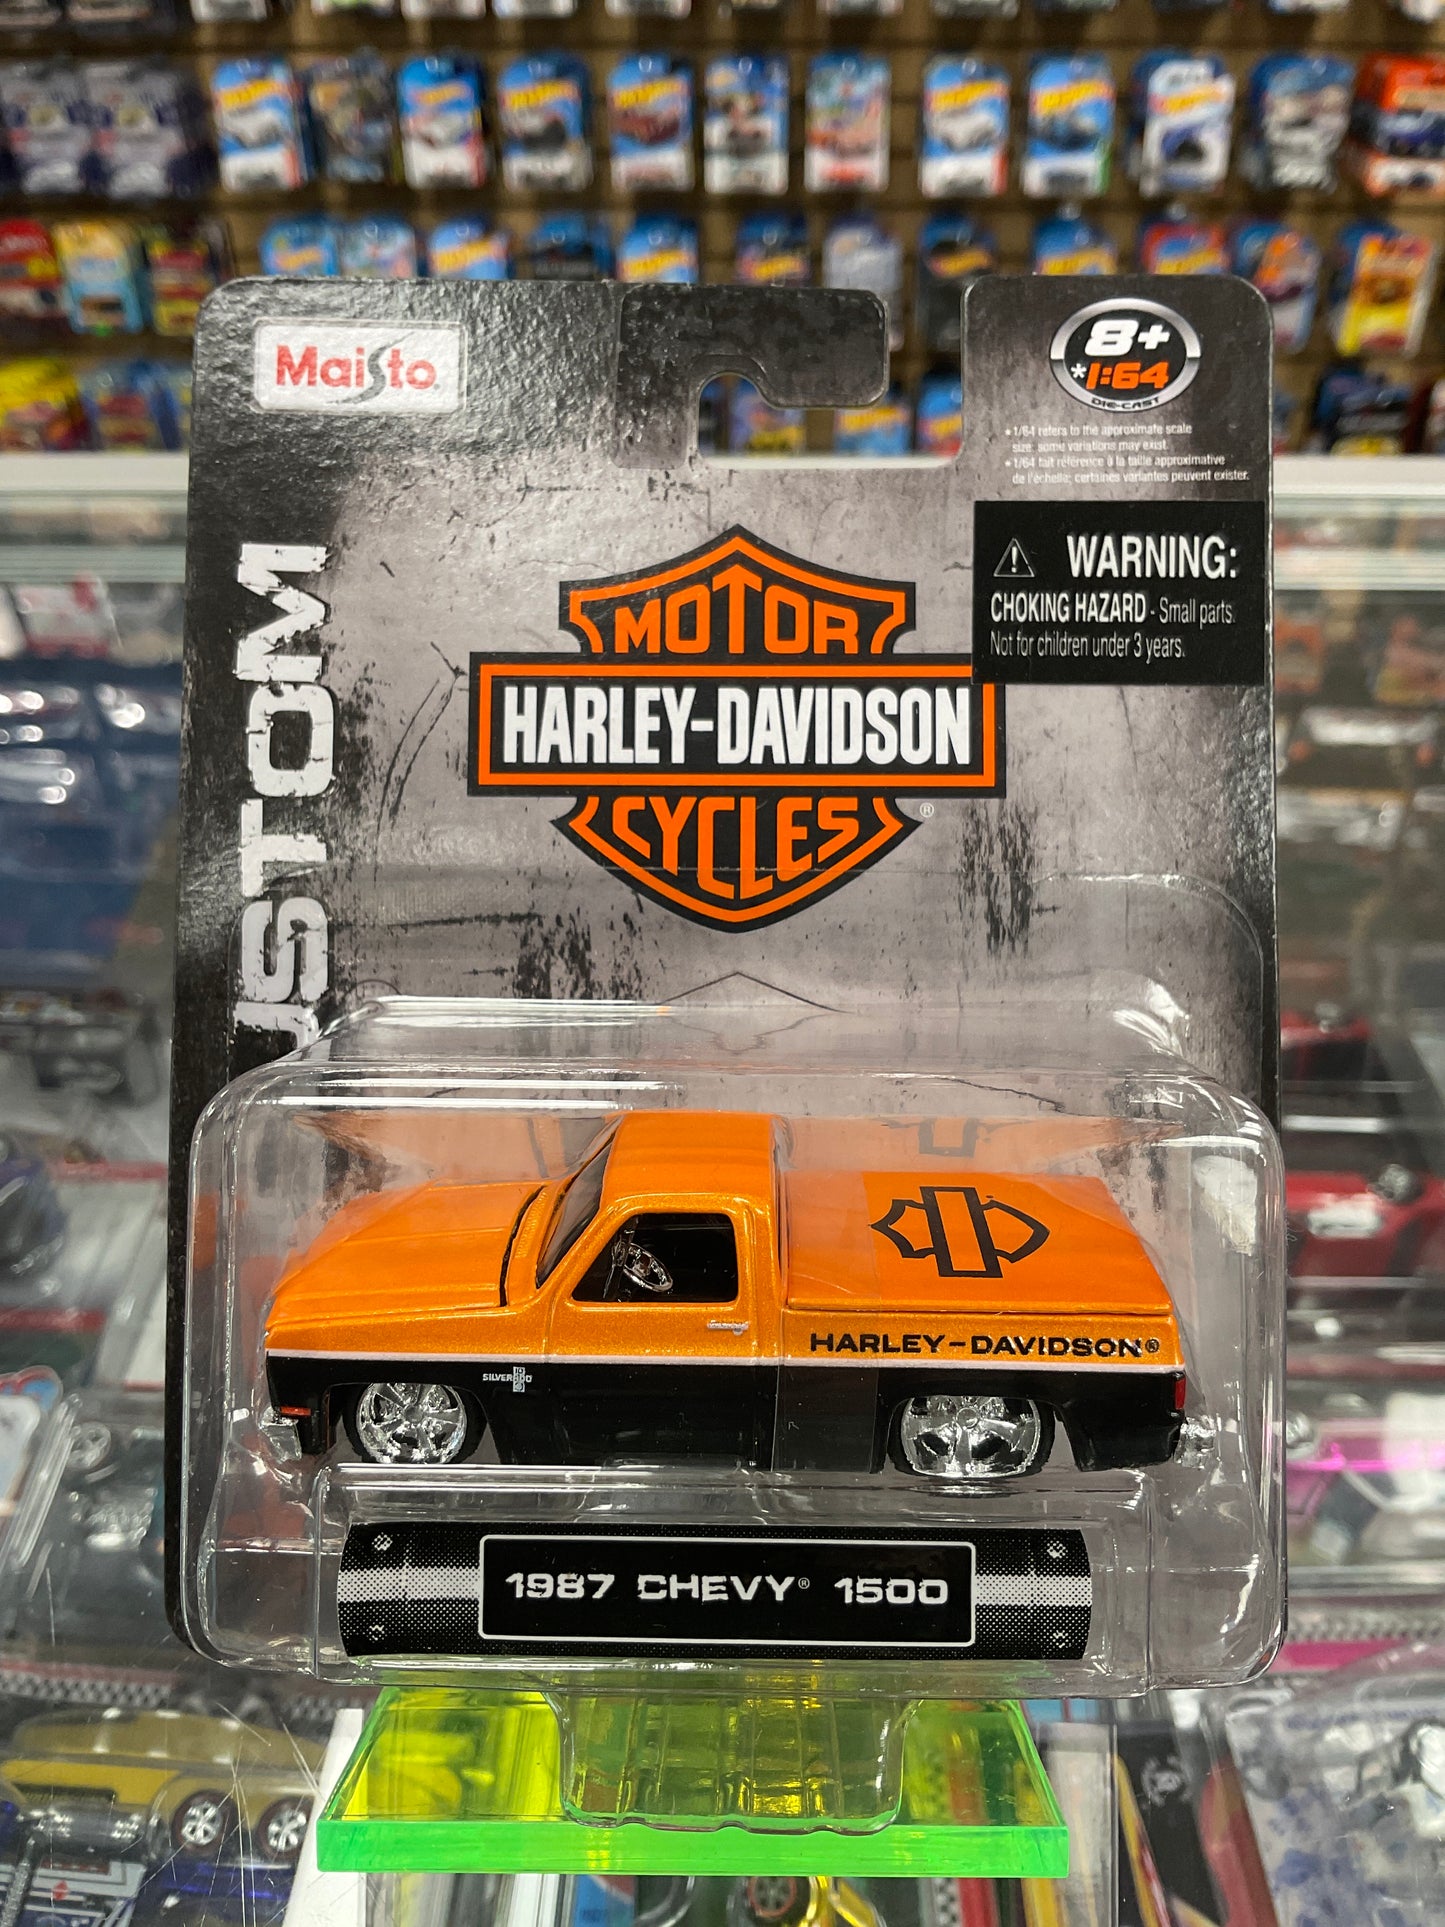 Maisto
8+
*1:64
DIE-CAST
*1/64 refers to the approximate scale
size; some variations may exist.
*1/64 fait référence à la taille approximative
de l'échelle; certaines variantes peuvent exister.
WARNING:
CHOKING HAZARD - Small parts.
Not for children under 3 years.
USTOM
MOTOR
HARLEY-DAVIDSON
CYCLES®
HARLEY-DAVIDSON®
SILVERADO
1987 CHEVY® 1500